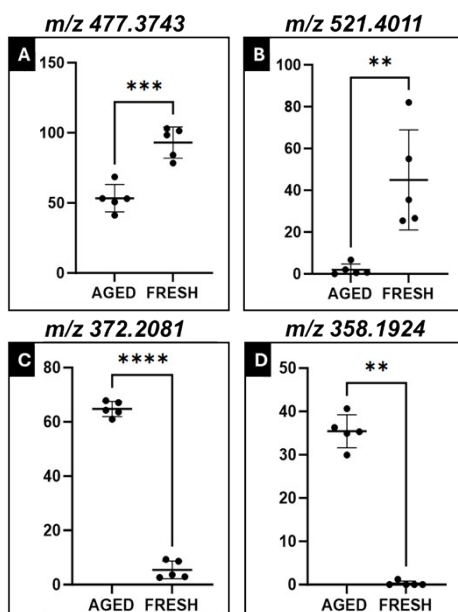 m/z 477.3743
m/z 521.4011
A
150
100
50
0
***
AGED FRESH
B
100
80
60
40
20
0
**
AGED FRESH
m/z 372.2081
m/z 358.1924
C
60
40
20
0
****
AGED FRESH
D
50
40
30
20
10
0
**
AGED FRESH